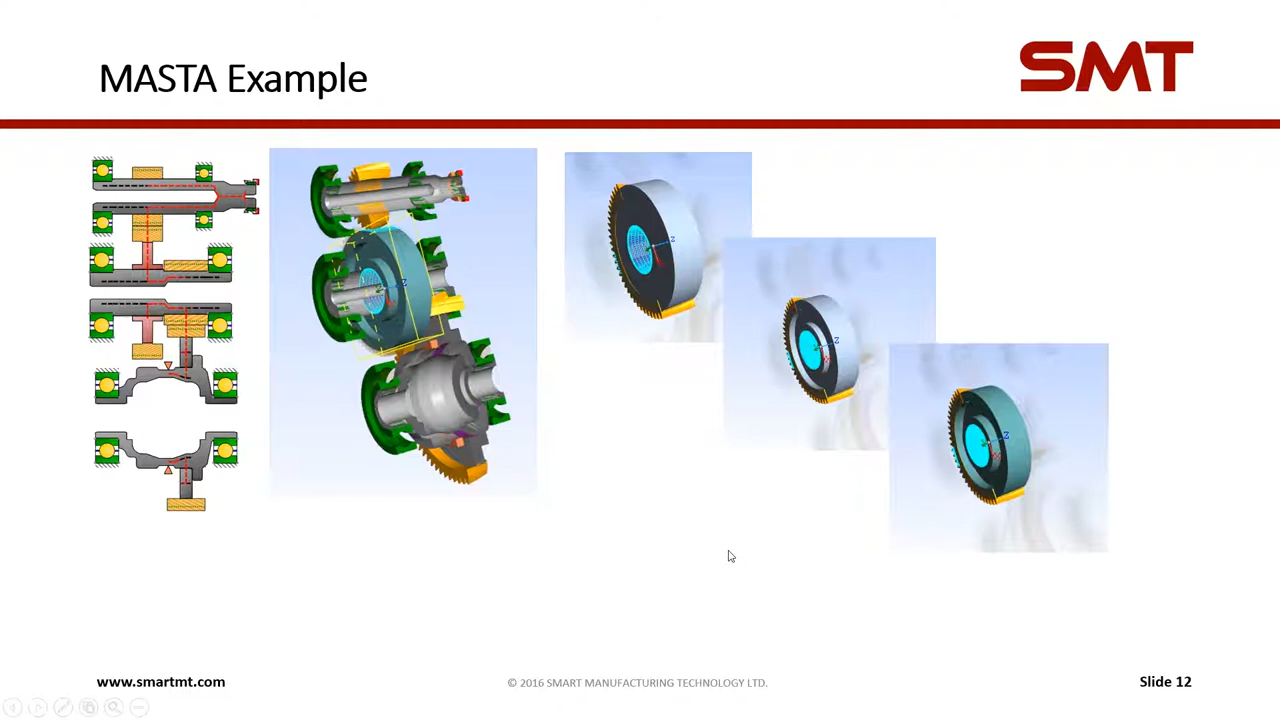 MASTA Example
SMT
Z
Z
Z
Z
www.smartmt.com
© 2016 SMART MANUFACTURING TECHNOLOGY LTD.
Slide 12